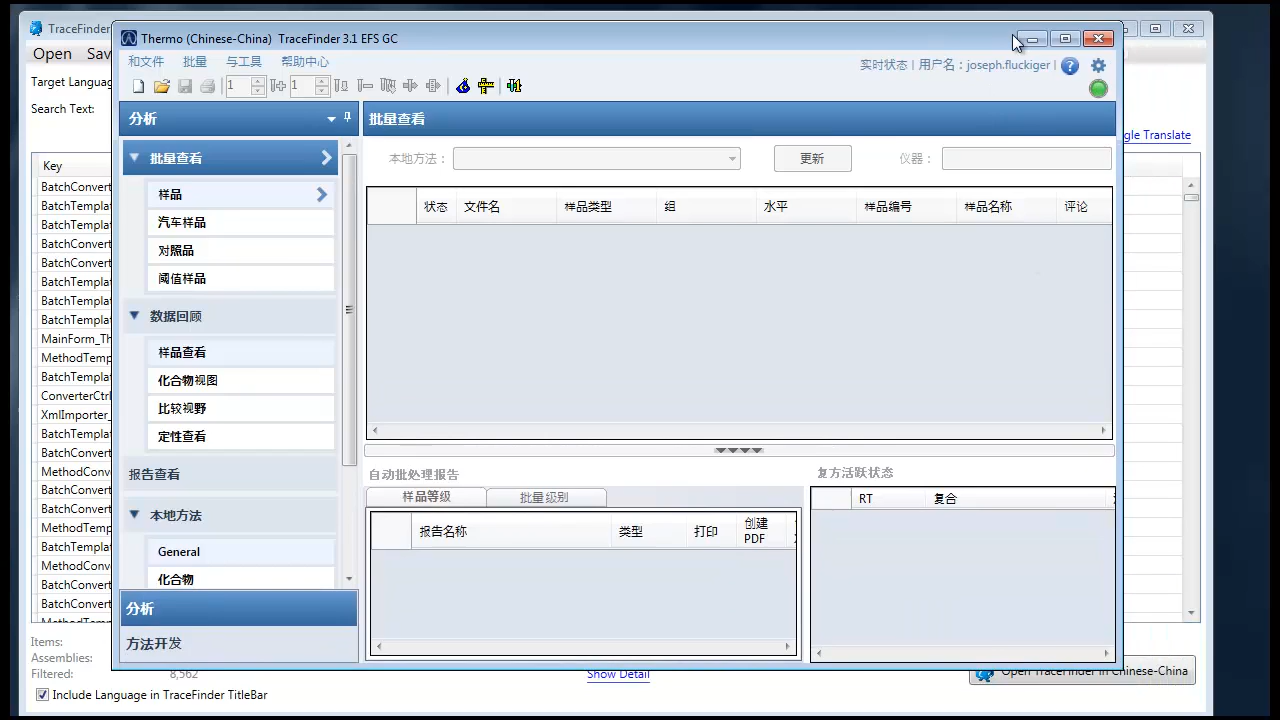 TraceFinder
Open Sav
Target Languag
Search Text:
gle Translate
Key
BatchConvert
BatchTemplat
BatchTemplat
BatchConvert
BatchConvert
BatchTemplat
BatchTemplat
BatchTemplat
MainForm_Th
MethodTemp
BatchTemplat
ConverterCtrl
XmlImporter_
BatchTemplat
BatchConvert
MethodConv
BatchConvert
BatchConvert
MethodTemp
BatchTemplat
MethodConv
BatchConvert
BatchConvert
Items:
Assemblies:
Filtered: 8,562
Show Detail
Include Language in TraceFinder TitleBar
Open TraceFinder in Chinese-China
Thermo (Chinese-China) TraceFinder 3.1 EFS GC
和文件 批量 与工具 帮助中心
实时状态 | 用户名：joseph.fluckiger
1 1
分析
批量查看
样品
汽车样品
对照品
阈值样品
数据回顾
样品查看
化合物视图
比较视野
定性查看
报告查看
本地方法
General
化合物
分析
方法开发
批量查看
本地方法： 更新 仪器：
状态 文件名 样品类型 组 水平 样品编号 样品名称 评论
自动批处理报告
样品等级 批量级别
报告名称 类型 打印 创建 PDF
复方活跃状态
RT 复合